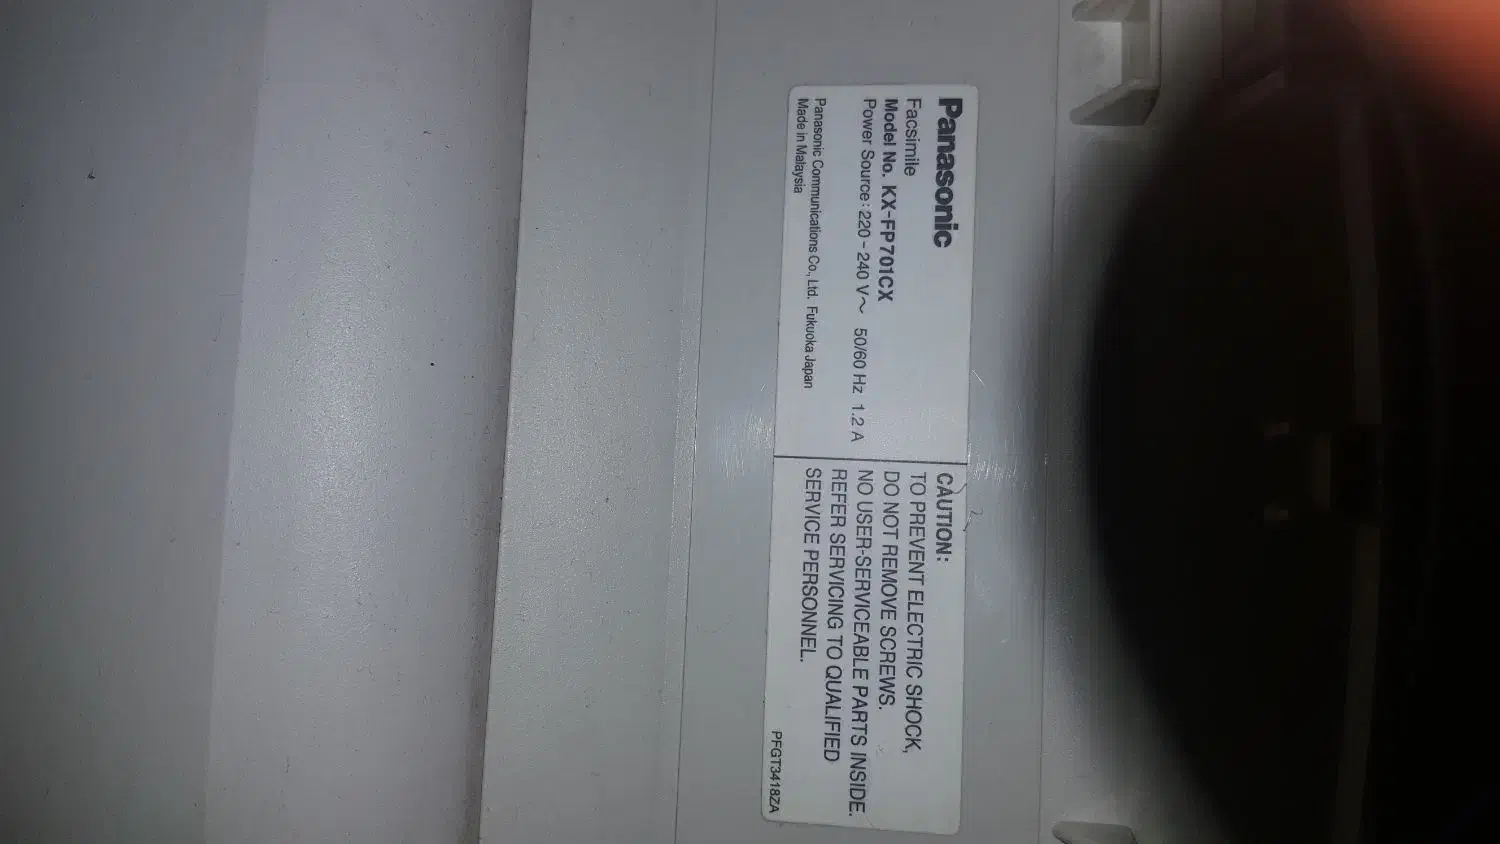 Panasonic
Facsimile
Model No. KX-FP701CX
Power Source: 220 - 240 V~ 50/60 Hz 1.2 A
Panasonic Communications Co., Ltd. Fukuoka Japan
Made in Malaysia
CAUTION:
TO PREVENT ELECTRIC SHOCK,
DO NOT REMOVE SCREWS.
NO USER-SERVICEABLE PARTS INSIDE.
REFER SERVICING TO QUALIFIED
SERVICE PERSONNEL.
PFGT3418ZA